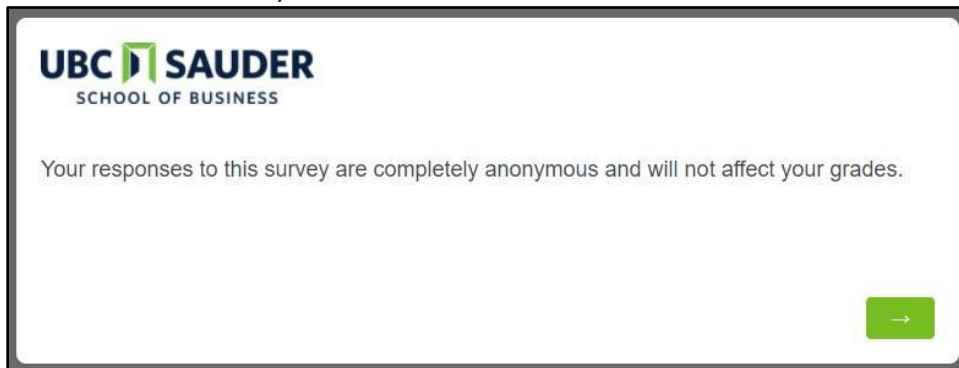 UBC SAUDER
SCHOOL OF BUSINESS
Your responses to this survey are completely anonymous and will not affect your grades.
→